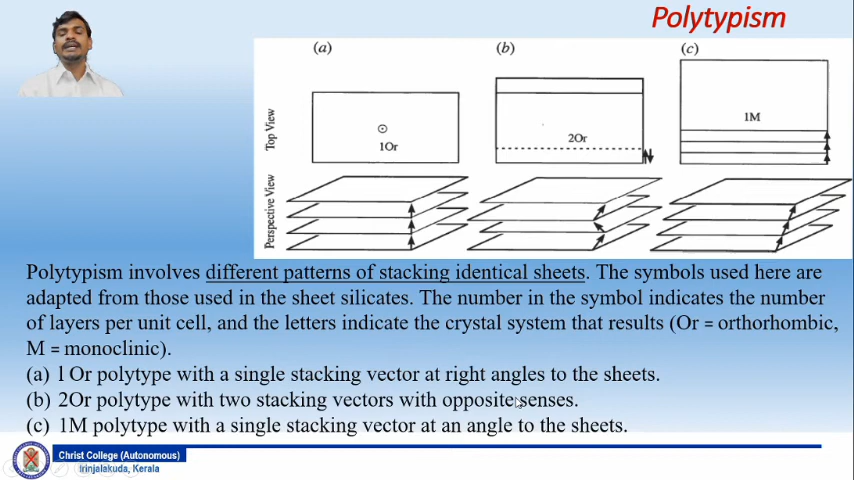 Polytypism
(a)
(b)
(c)
Top View
1Or
2Or
1M
Perspective View
Polytypism involves different patterns of stacking identical sheets. The symbols used here are
adapted from those used in the sheet silicates. The number in the symbol indicates the number
of layers per unit cell, and the letters indicate the crystal system that results (Or = orthorhombic,
M = monoclinic).
(a) 1 Or polytype with a single stacking vector at right angles to the sheets.
(b) 2Or polytype with two stacking vectors with opposite senses.
(c) 1M polytype with a single stacking vector at an angle to the sheets.
Christ College (Autonomous)
Irinjalakuda, Kerala